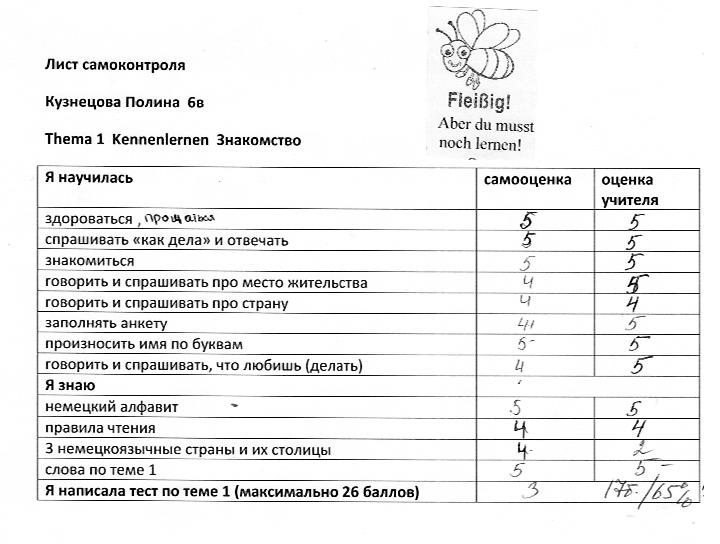 Лист самоконтроля
Кузнецова Полина 6в
Thema 1 Kennenlernen Знакомство
Fleißig!
Aber du musst
noch lernen!
Я научилась самооценка оценка учителя
здороваться , прощаться 5 5
спрашивать «как дела» и отвечать 5 5
знакомиться 5 5
говорить и спрашивать про место жительства 4 5
говорить и спрашивать про страну 4 4
заполнять анкету 4 5
произносить имя по буквам 5- 5
говорить и спрашивать, что любишь (делать) 4 5
Я знаю
немецкий алфавит 5 5
правила чтения 4 4
3 немецкоязычные страны и их столицы 4 2
слова по теме 1 5 5-
Я написала тест по теме 1 (максимально 26 баллов) 3 17б./65%